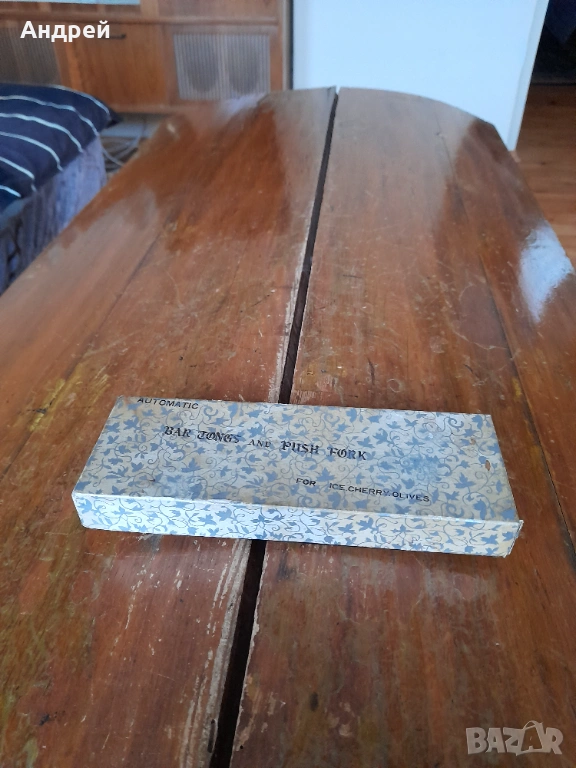 Андрей
AUTOMATIC
BAR TONGS AND PUSH FORK
FOR ICE.CHERRY.OLIVES
BAZAR